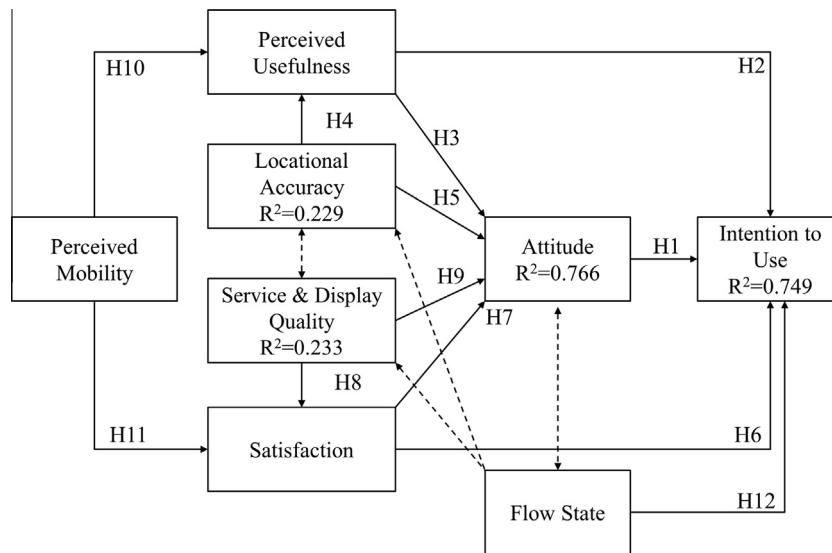 Perceived
Usefulness
H10
H2
H4
H3
Locational
Accuracy
R²=0.229
H5
Perceived
Mobility
Attitude
R²=0.766
H1
Intention to
Use
R²=0.749
Service & Display
Quality
R²=0.233
H9
H7
H8
H11
Satisfaction
H6
Flow State
H12